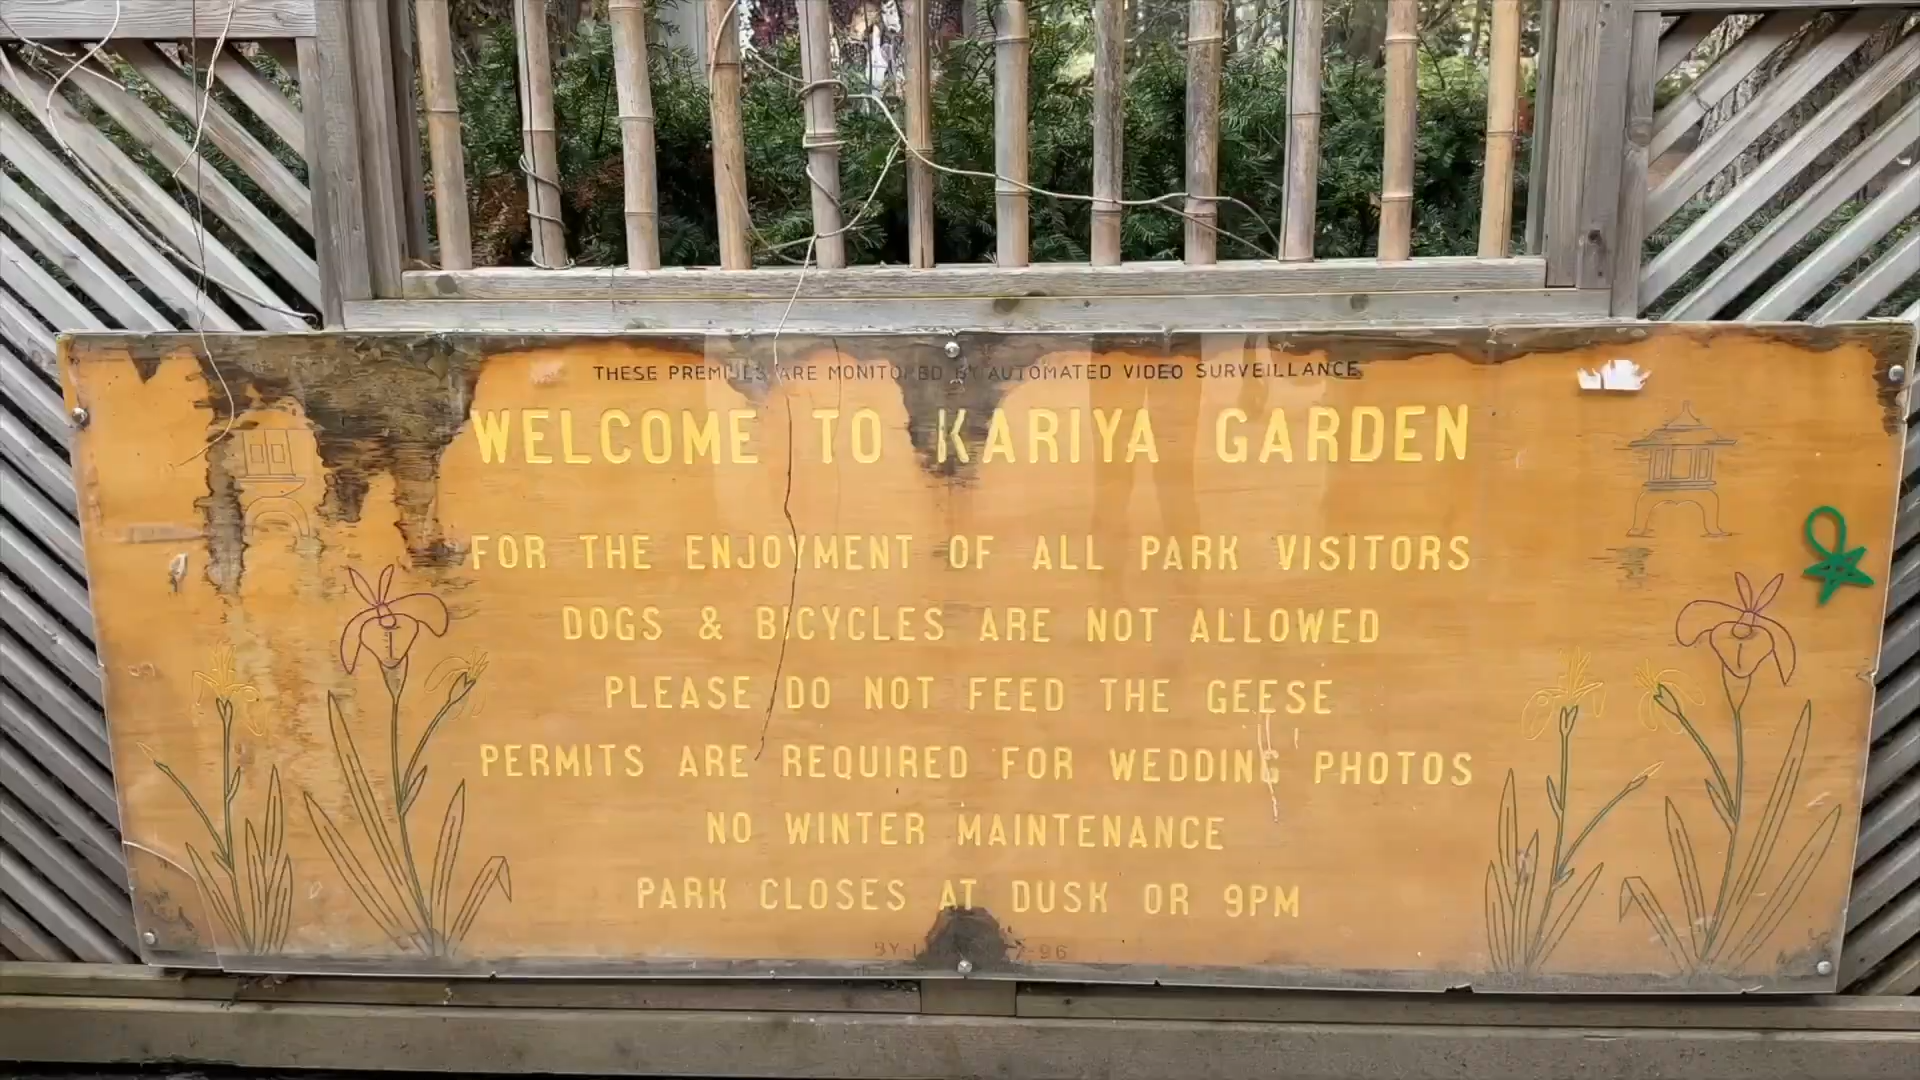 THESE PREMISES ARE MONITORED BY AUTOMATED VIDEO SURVEILLANCE
WELCOME TO KARIYA GARDEN
FOR THE ENJOYMENT OF ALL PARK VISITORS
DOGS & BICYCLES ARE NOT ALLOWED
PLEASE DO NOT FEED THE GEESE
PERMITS ARE REQUIRED FOR WEDDING PHOTOS
NO WINTER MAINTENANCE
PARK CLOSES AT DUSK OR 9PM